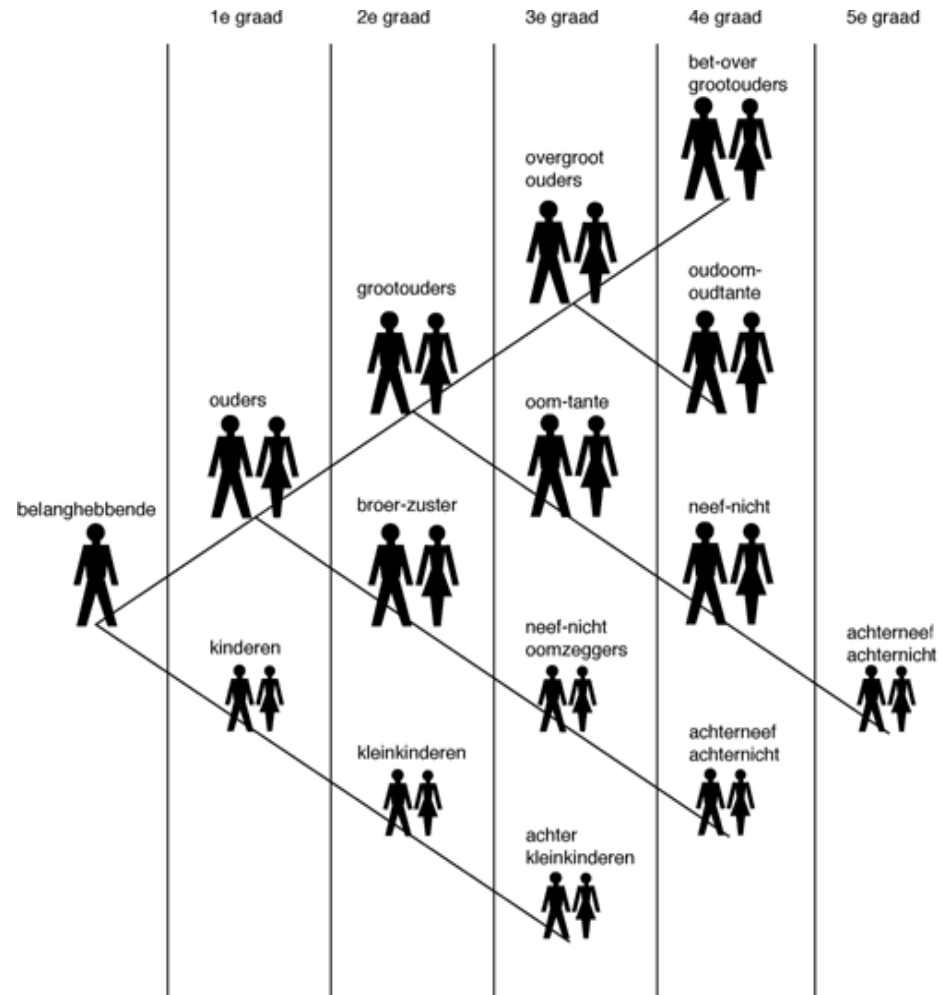 1e graad 2e graad 3e graad 4e graad 5e graad
bet-over
grootouders
overgroot
ouders
oudoom-
oudtante
grootouders
ouders
oom-tante
belanghebbende
broer-zuster
neef-nicht
kinderen
neef-nicht
oomzeggers
achterneef
achternicht
kleinkinderen
achterneef
achternicht
achter
kleinkinderen